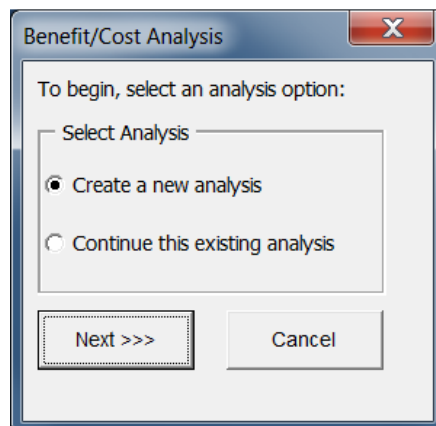 Benefit/Cost Analysis
X
To begin, select an analysis option:
Select Analysis
Create a new analysis
Continue this existing analysis
Next >>>
Cancel